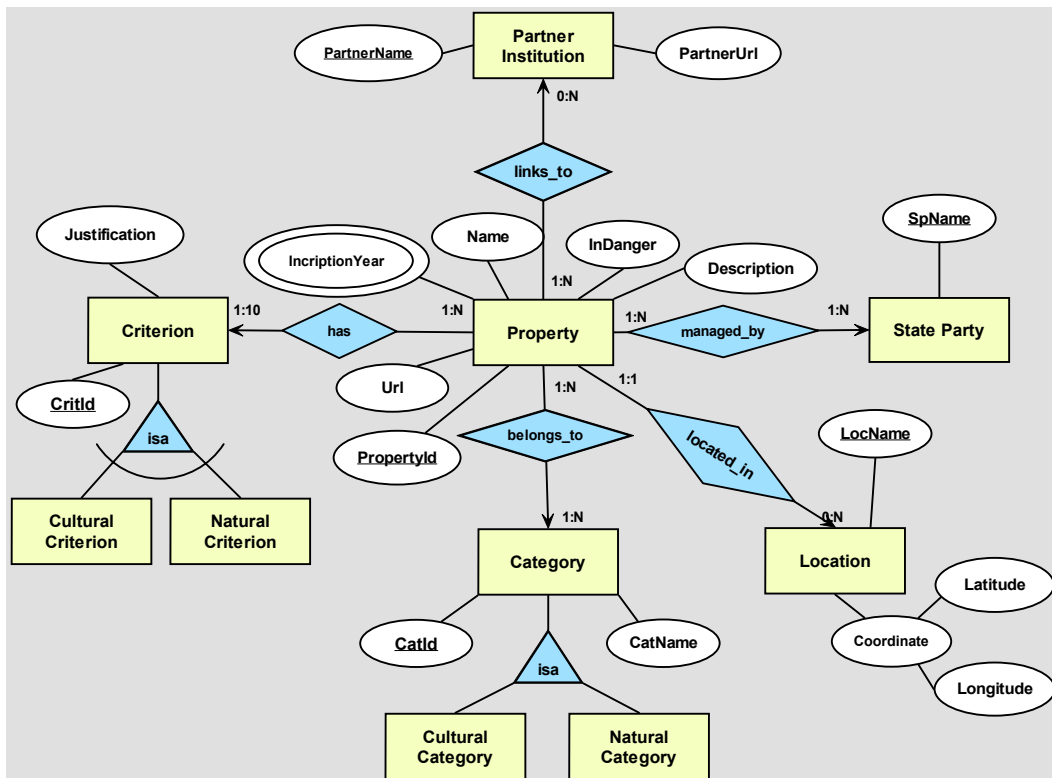 Partner
Institution
PartnerName
PartnerUrl
0:N
links_to
SpName
Justification
Name
InDanger
IncriptionYear
Description
1:N
1:10
1:N
1:N
1:N
Criterion
has
Property
managed_by
State Party
Url
1:1
1:N
CritId
isa
belongs_to
located_in
LocName
PropertyId
Cultural
Criterion
Natural
Criterion
1:N
0:N
Category
Location
Latitude
CatId
CatName
Coordinate
isa
Longitude
Cultural
Category
Natural
Category